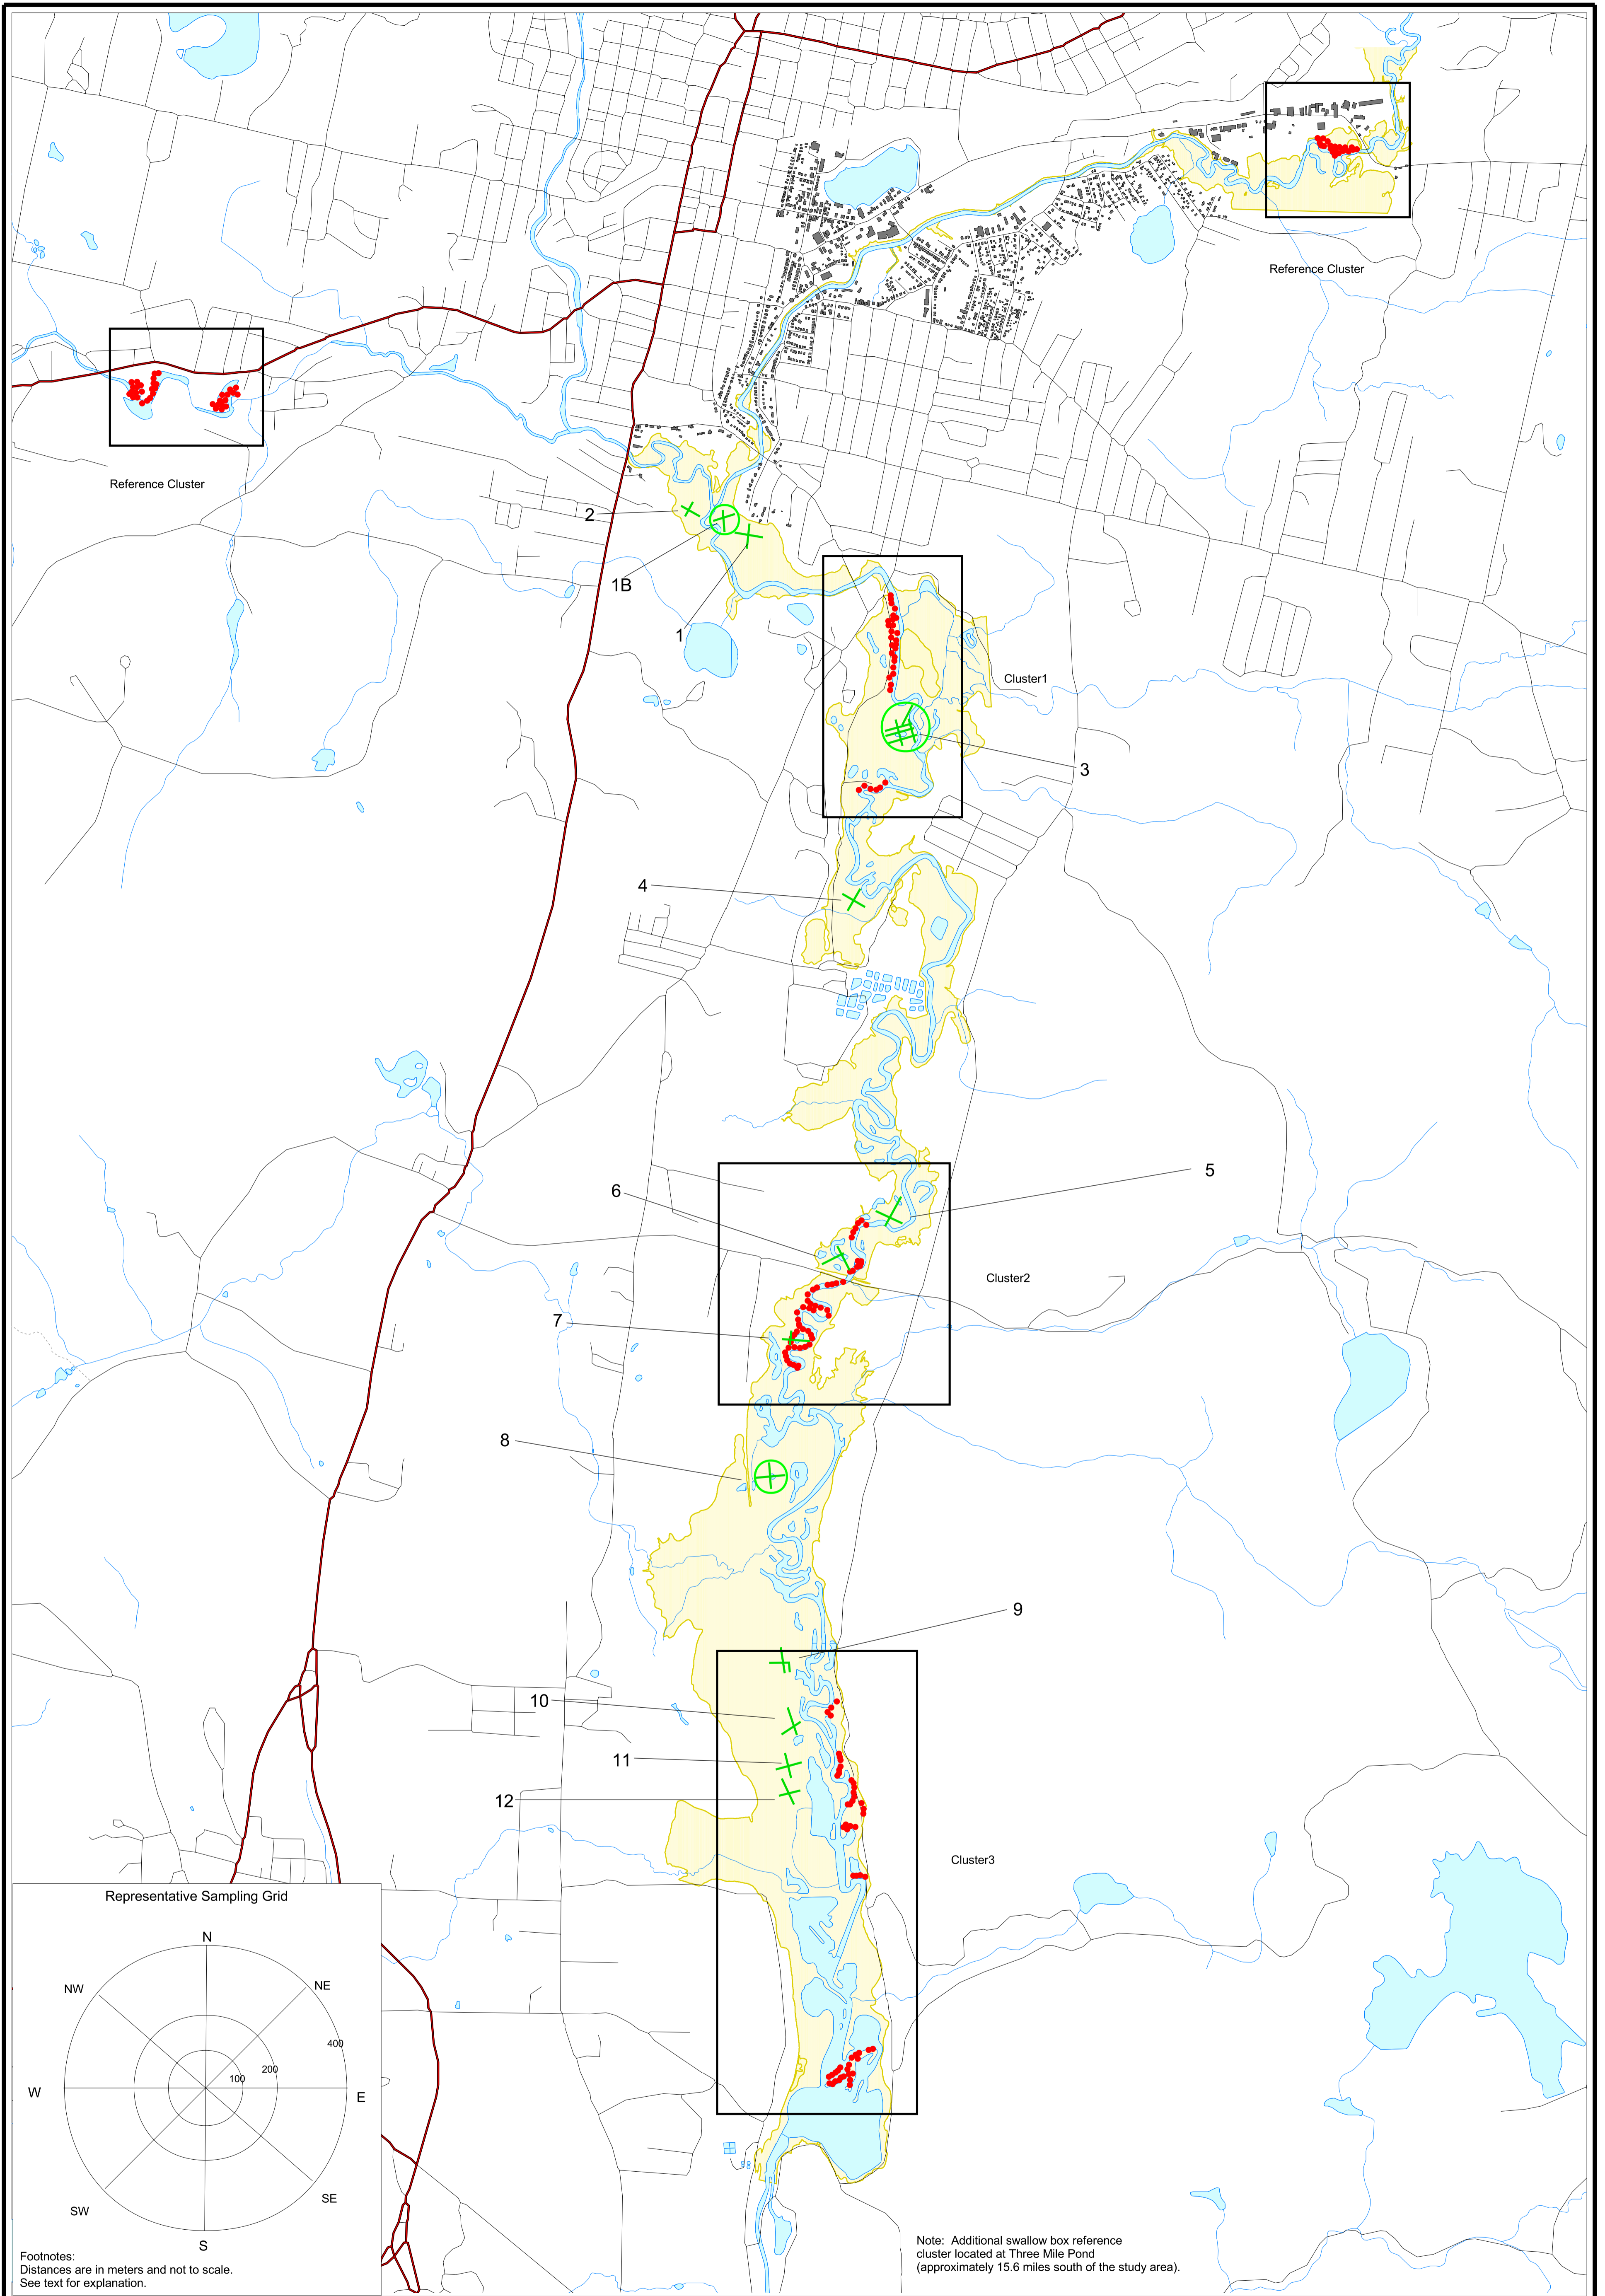 Reference Cluster
Reference Cluster
2
1B
1
Cluster1
3
4
5
6
Cluster2
7
8
9
10
11
12
Cluster3
Representative Sampling Grid
N
NW
NE
400
200
100
W
E
SW
SE
S
Footnotes:
Distances are in meters and not to scale.
See text for explanation.
Note: Additional swallow box reference
cluster located at Three Mile Pond
(approximately 15.6 miles south of the study area).